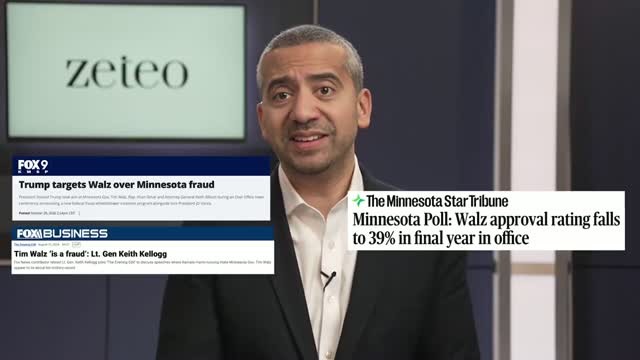 zeteo
FOX 9
KMSP
Trump targets Walz over Minnesota fraud
FOX BUSINESS
Tim Walz 'is a fraud': Lt. Gen Keith Kellogg
The Minnesota Star Tribune
Minnesota Poll: Walz approval rating falls
to 39% in final year in office